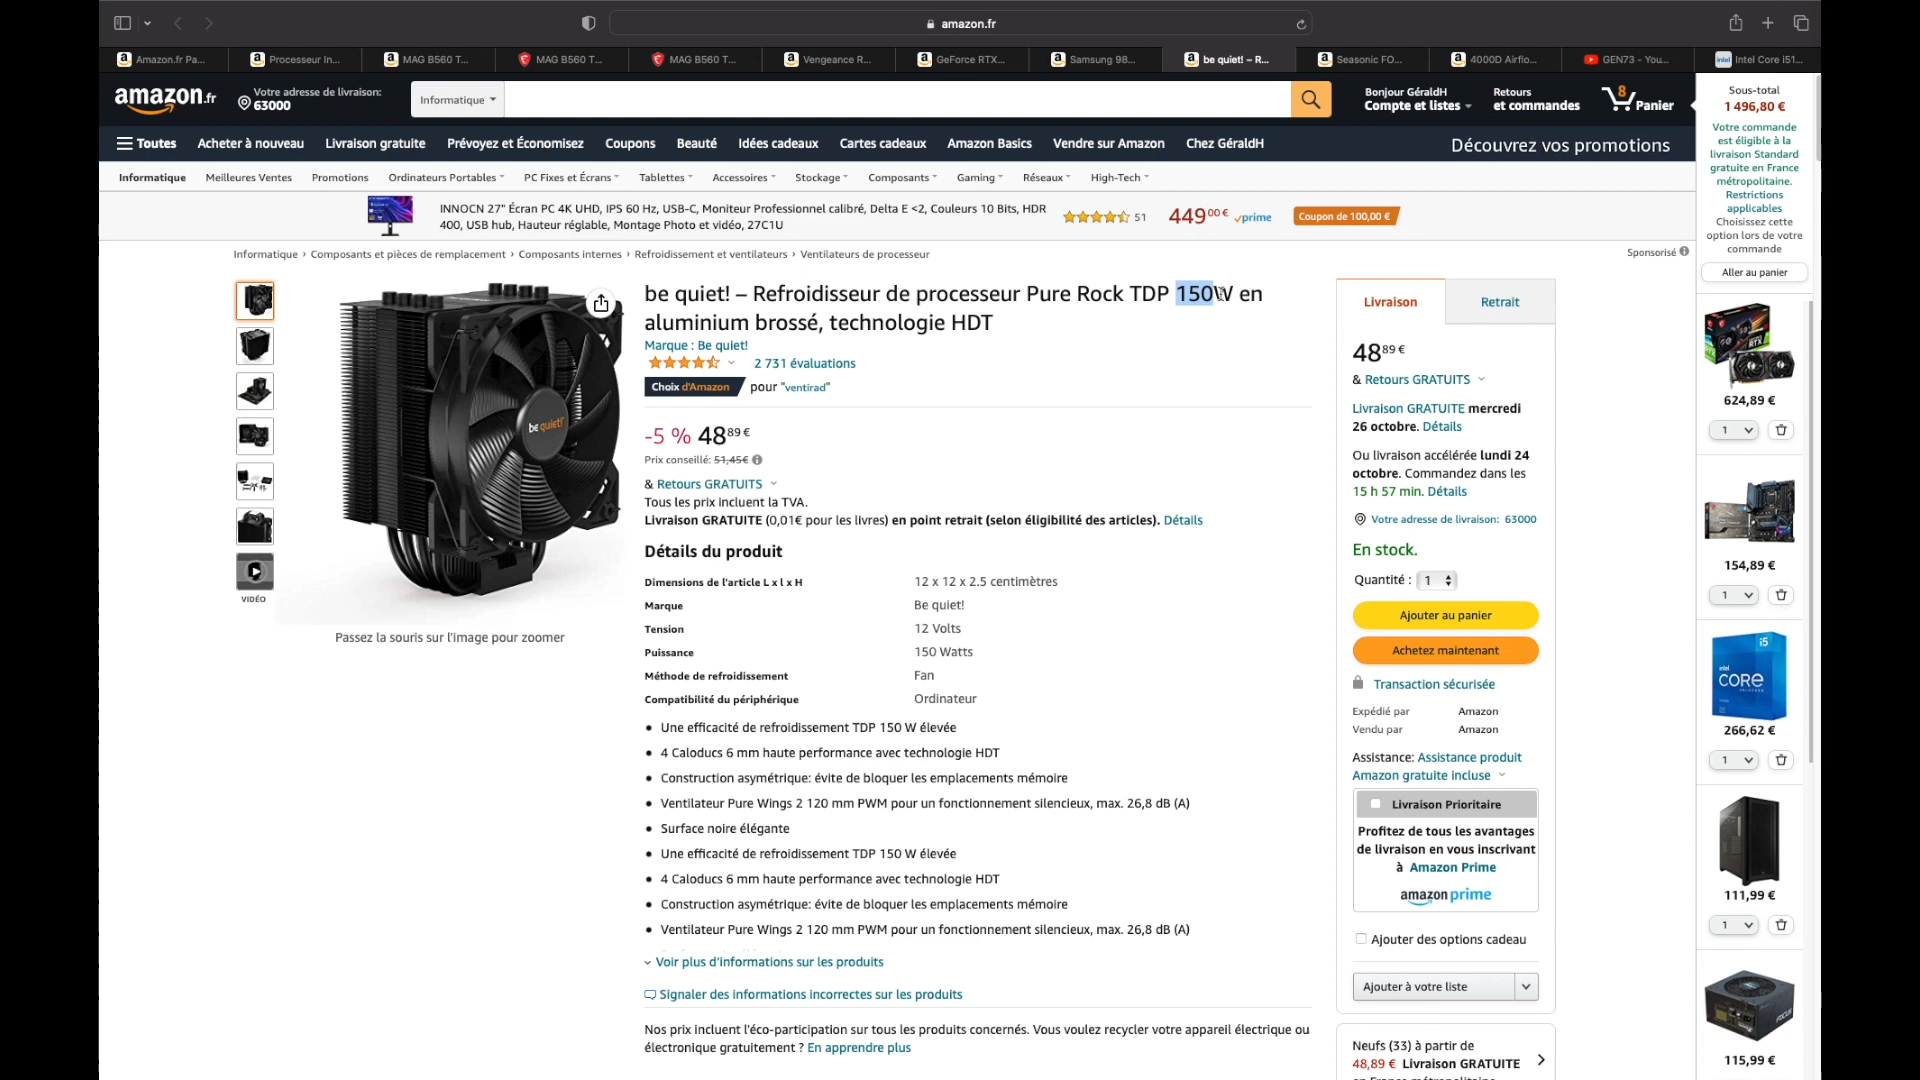 amazon.fr
Amazon.fr Pa...
Processeur In...
MAG B560 T...
MAG B560 T...
MAG B560 T...
Vengeance R...
GeForce RTX...
Samsung 98...
be quiet! – R...
Seasonic FO...
4000D Airflo...
GEN73 - You...
Intel Core i51...
amazon.fr
Votre adresse de livraison:
63000
Informatique
Bonjour GéraldH
Compte et listes
Retours
et commandes
8
Panier
Toutes
Acheter à nouveau
Livraison gratuite
Prévoyez et Économisez
Coupons
Beauté
Idées cadeaux
Cartes cadeaux
Amazon Basics
Vendre sur Amazon
Chez GéraldH
Découvrez vos promotions
Informatique
Meilleures Ventes
Promotions
Ordinateurs Portables
PC Fixes et Écrans
Tablettes
Accessoires
Stockage
Composants
Gaming
Réseaux
High-Tech
INNOCN 27" Écran PC 4K UHD, IPS 60 Hz, USB-C, Moniteur Professionnel calibré, Delta E <2, Couleurs 10 Bits, HDR
400, USB hub, Hauteur réglable, Montage Photo et vidéo, 27C1U
51
449,00 €
prime
Coupon de 100,00 €
Informatique › Composants et pièces de remplacement › Composants internes › Refroidissement et ventilateurs › Ventilateurs de processeur
Sponsorisé
be quiet! – Refroidisseur de processeur Pure Rock TDP 150W en
aluminium brossé, technologie HDT
Marque : Be quiet!
2 731 évaluations
Choix d'Amazon pour "ventirad"
be quiet!
VIDÉO
Passez la souris sur l'image pour zoomer
-5 % 48,89 €
Prix conseillé: 51,45€
& Retours GRATUITS
Tous les prix incluent la TVA.
Livraison GRATUITE (0,01€ pour les livres) en point retrait (selon éligibilité des articles). Détails
Détails du produit
Dimensions de l'article L x l x H 12 x 12 x 2.5 centimètres
Marque Be quiet!
Tension 12 Volts
Puissance 150 Watts
Méthode de refroidissement Fan
Compatibilité du périphérique Ordinateur
• Une efficacité de refroidissement TDP 150 W élevée
• 4 Caloducs 6 mm haute performance avec technologie HDT
• Construction asymétrique: évite de bloquer les emplacements mémoire
• Ventilateur Pure Wings 2 120 mm PWM pour un fonctionnement silencieux, max. 26,8 dB (A)
• Surface noire élégante
• Une efficacité de refroidissement TDP 150 W élevée
• 4 Caloducs 6 mm haute performance avec technologie HDT
• Construction asymétrique: évite de bloquer les emplacements mémoire
• Ventilateur Pure Wings 2 120 mm PWM pour un fonctionnement silencieux, max. 26,8 dB (A)
Voir plus d'informations sur les produits
Signaler des informations incorrectes sur les produits
Nos prix incluent l'éco-participation sur tous les produits concernés. Vous voulez recycler votre appareil électrique ou
électronique gratuitement ? En apprendre plus
Livraison
Retrait
48,89 €
& Retours GRATUITS
Livraison GRATUITE mercredi
26 octobre. Détails
Ou livraison accélérée lundi 24
octobre. Commandez dans les
15 h 57 min. Détails
Votre adresse de livraison: 63000
En stock.
Quantité : 1
Ajouter au panier
Achetez maintenant
Transaction sécurisée
Expédié par Amazon
Vendu par Amazon
Assistance: Assistance produit
Amazon gratuite incluse
Livraison Prioritaire
Profitez de tous les avantages
de livraison en vous inscrivant
à Amazon Prime
amazon prime
Ajouter des options cadeau
Ajouter à votre liste
Neufs (33) à partir de
48,89 € Livraison GRATUITE
Sous-total
1 496,80 €
Votre commande
est éligible à la
livraison Standard
gratuite en France
métropolitaine.
Restrictions
applicables
Choisissez cette
option lors de votre
commande
Aller au panier
624,89 €
1
154,89 €
1
i5
intel
CORE
266,62 €
1
111,99 €
1
115,99 €